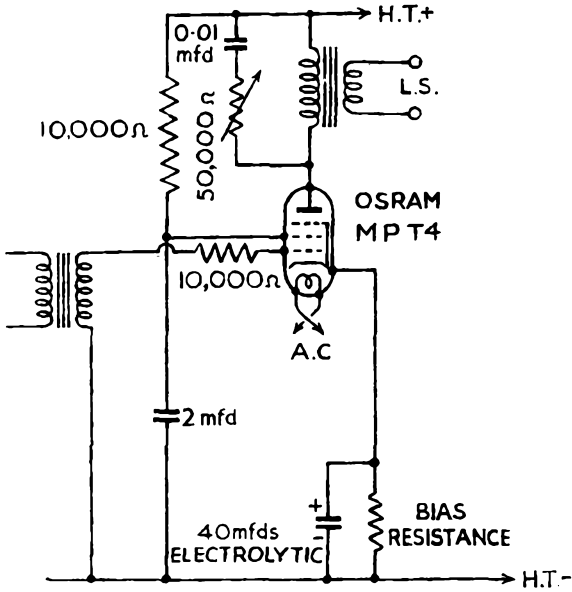 H.T.+
0·01
mfd
10,000Ω
50,000Ω
L.S.
OSRAM
MPT4
10,000Ω
A.C
2 mfd
+
-
40mfds
ELECTROLYTIC
BIAS
RESISTANCE
H.T.-